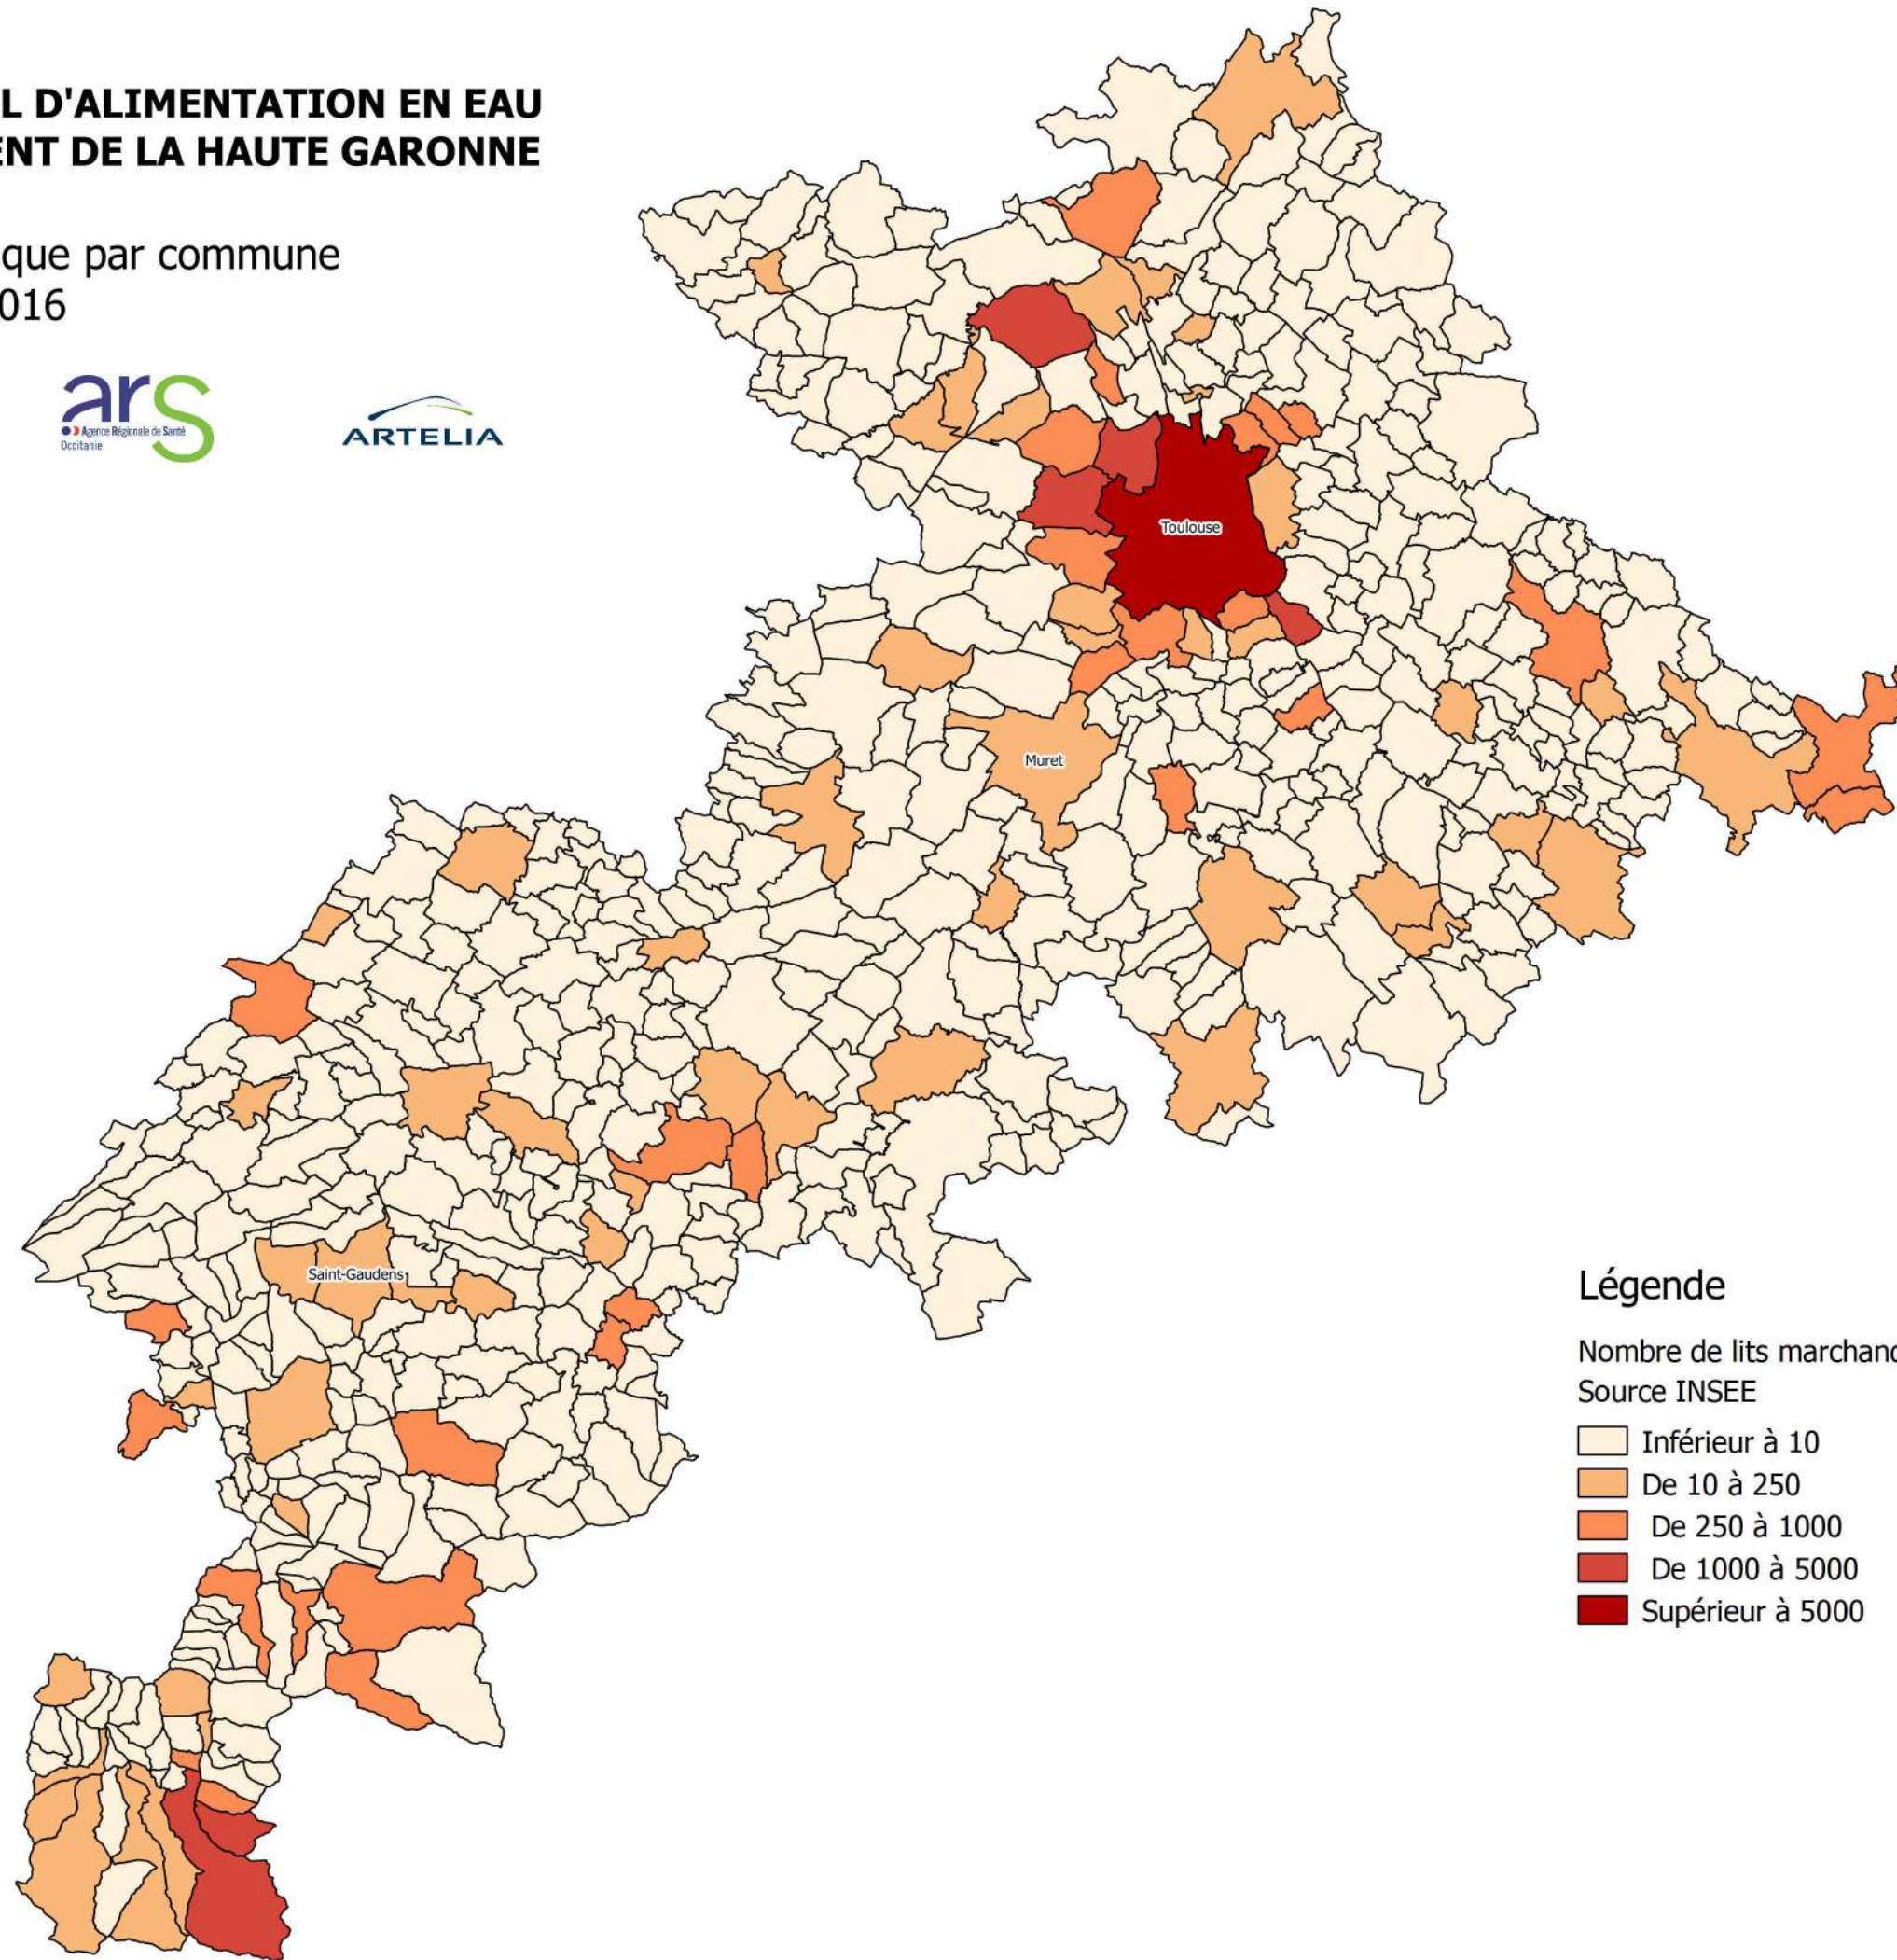 L D'ALIMENTATION EN EAU
ENT DE LA HAUTE GARONNE
que par commune
016
ars
Agence Régionale de Santé
Occitanie
ARTELIA
Toulouse
Muret
Saint-Gaudens
Légende
Nombre de lits marchand
Source INSEE
Inférieur à 10
De 10 à 250
De 250 à 1000
De 1000 à 5000
Supérieur à 5000